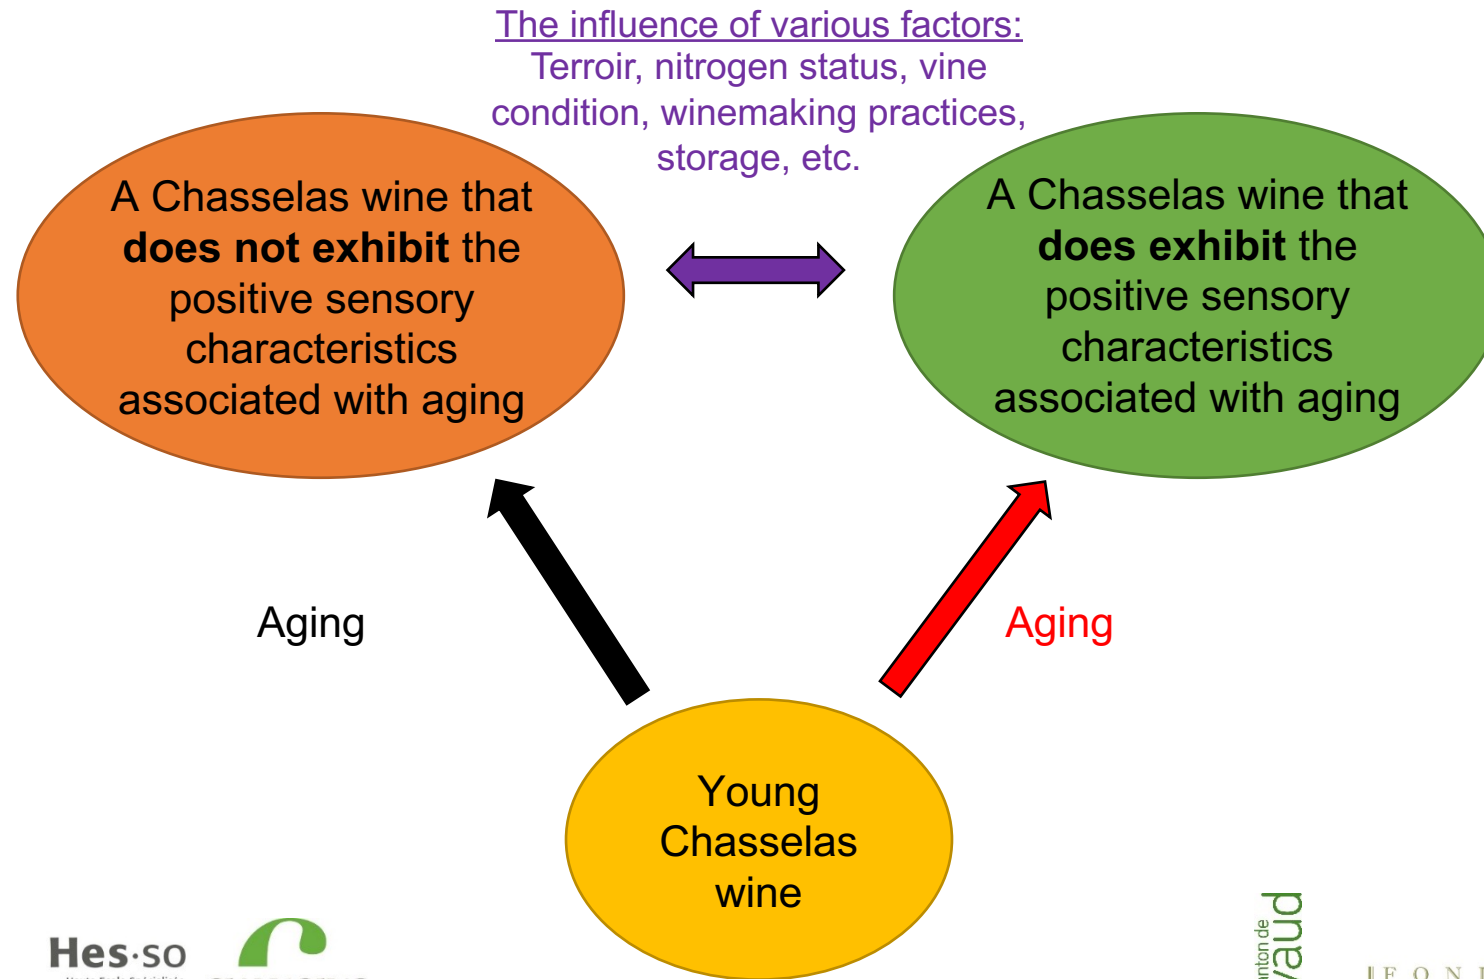 The influence of various factors:
Terroir, nitrogen status, vine
condition, winemaking practices,
storage, etc.
A Chasselas wine that
does not exhibit the
positive sensory
characteristics
associated with aging
A Chasselas wine that
does exhibit the
positive sensory
characteristics
associated with aging
Aging
Aging
Young
Chasselas
wine
Hes·so
canton de
vaud